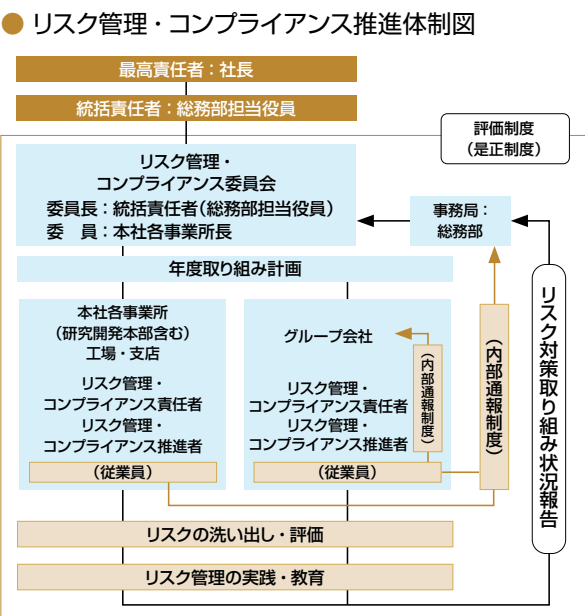 ● リスク管理・コンプライアンス推進体制図
最高責任者：社長
統括責任者：総務部担当役員
評価制度
（是正制度）
リスク管理・
コンプライアンス委員会
委員長：統括責任者（総務部担当役員）
委　員：本社各事業所長
事務局：
総務部
年度取り組み計画
本社各事業所
（研究開発本部含む）
工場・支店
リスク管理・
コンプライアンス責任者
リスク管理・
コンプライアンス推進者
（従業員）
グループ会社
リスク管理・
コンプライアンス責任者
リスク管理・
コンプライアンス推進者
（従業員）
（内部通報制度）
（内部通報制度）
リスク対策取り組み状況報告
リスクの洗い出し・評価
リスク管理の実践・教育